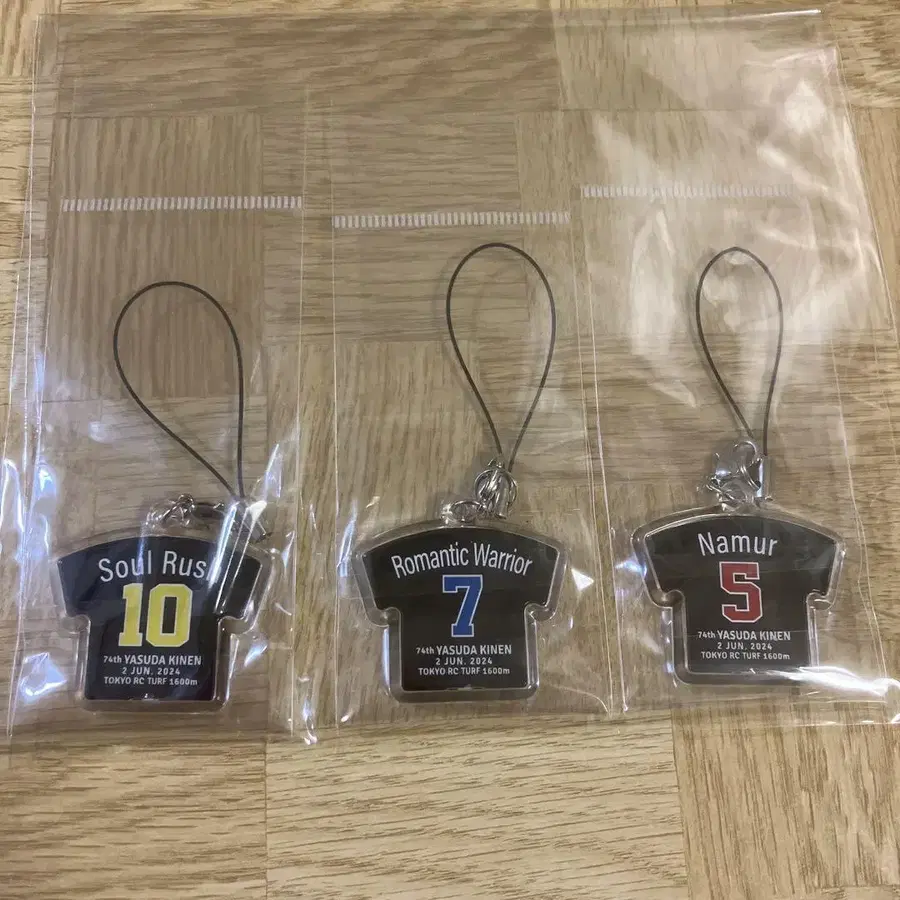 Soul Rus
10
74th YASUDA KINEN
2 JUN. 2024
TOKYO RC TURF 1600m
Romantic Warrior
7
74th YASUDA KINEN
2 JUN. 2024
TOKYO RC TURF 1600m
Namur
5
74th YASUDA KINEN
2 JUN. 2024
TOKYO RC TURF 1600m